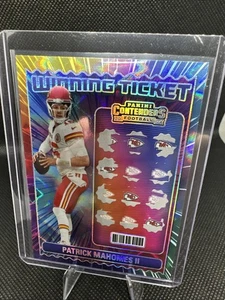 WINNING TICKET
PANINI
CONTENDERS
FOOTBALL
PATRICK MAHOMES II